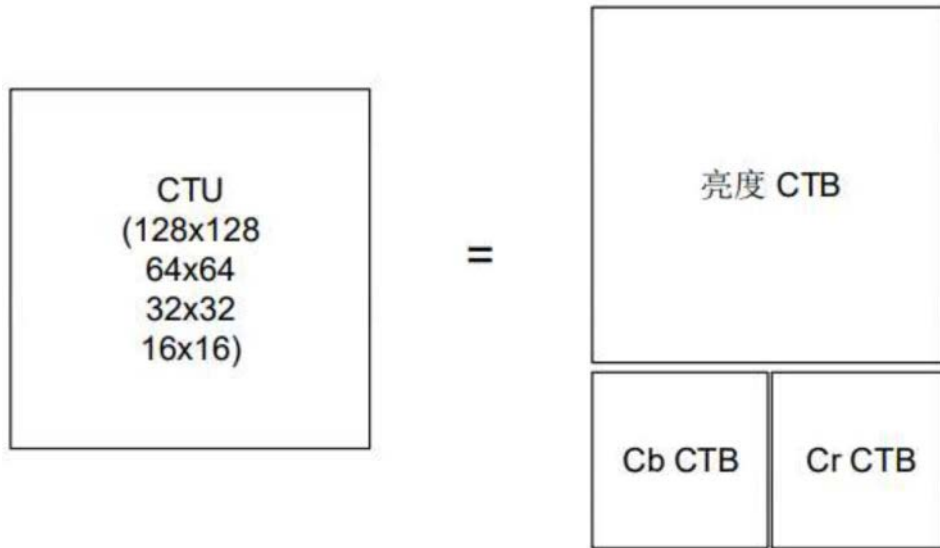 CTU
(128x128
64x64
32x32
16x16)
=
亮度 CTB
Cb CTB
Cr CTB